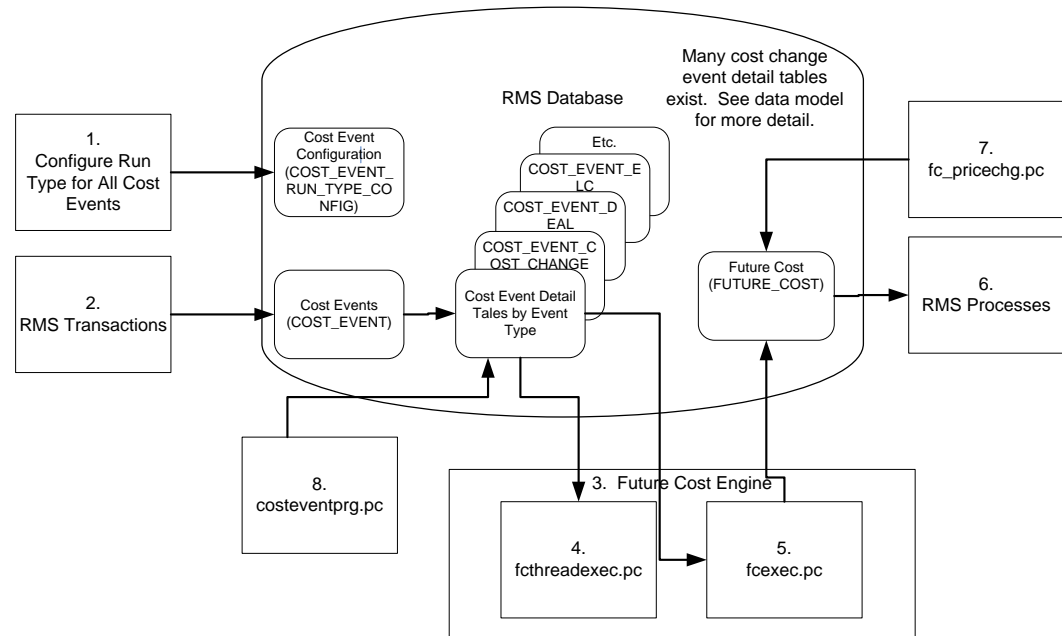 Many cost change
event detail tables
exist. See data model
for more detail.
RMS Database
1.
Configure Run
Type for All Cost
Events
Cost Event
Configuration
(COST_EVENT_
RUN_TYPE_CO
NFIG)
Etc.
COST_EVENT_E
LC
COST_EVENT_D
EAL
COST_EVENT_C
OST_CHANGE
Cost Event Detail
Tales by Event
Type
7.
fc_pricechg.pc
2.
RMS Transactions
Cost Events
(COST_EVENT)
Future Cost
(FUTURE_COST)
6.
RMS Processes
8.
costeventprg.pc
3. Future Cost Engine
4.
fcthreadexec.pc
5.
fcexec.pc